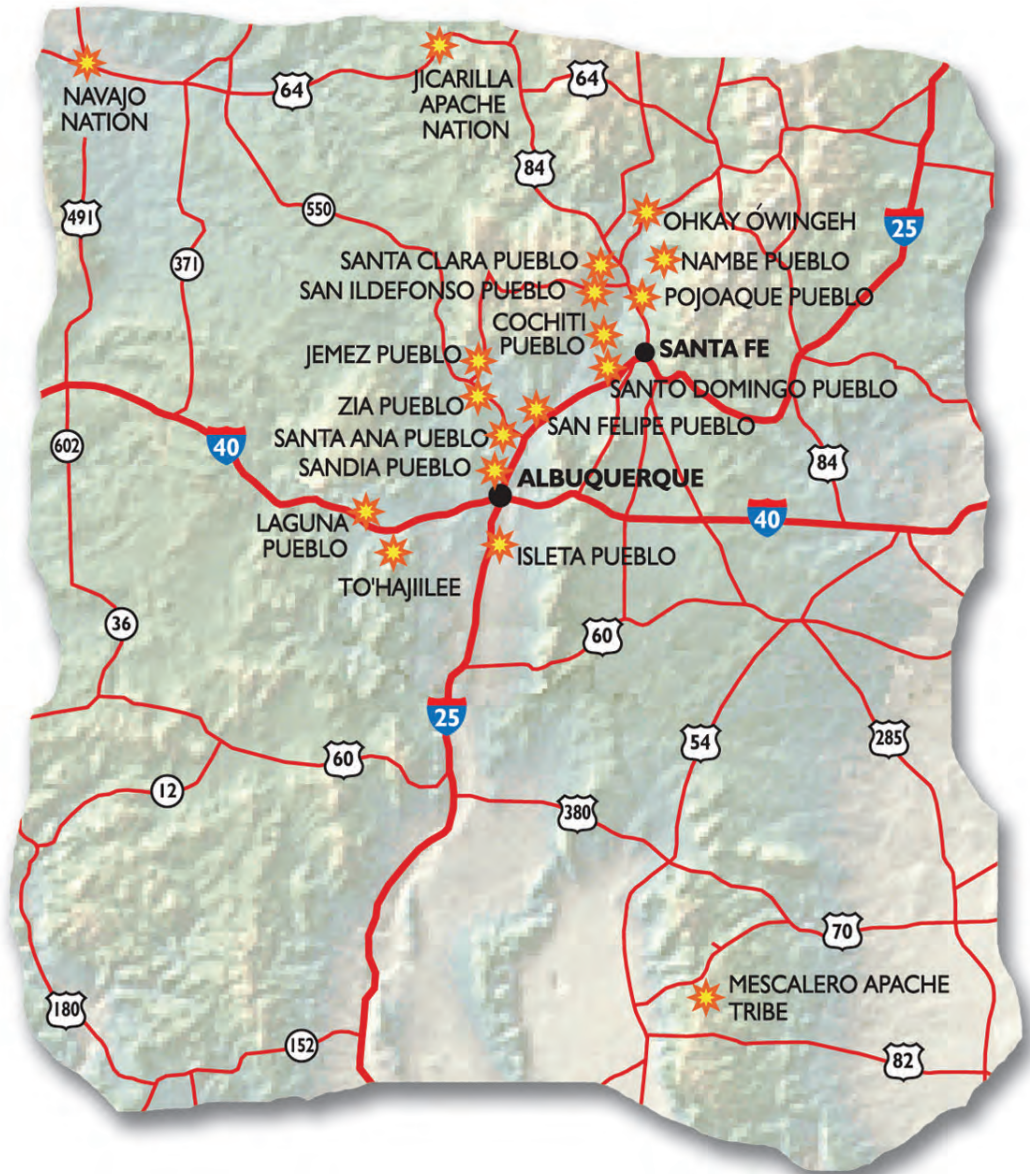 NAVAJO
NATION
64
JICARILLA
APACHE
NATION
64
84
491
550
371
OHKAY ÓWINGEH
25
SANTA CLARA PUEBLO
NAMBE PUEBLO
SAN ILDEFONSO PUEBLO
POJOAQUE PUEBLO
COCHITI
PUEBLO
JEMEZ PUEBLO
SANTA FE
SANTO DOMINGO PUEBLO
ZIA PUEBLO
SAN FELIPE PUEBLO
602
40
SANTA ANA PUEBLO
84
SANDIA PUEBLO
ALBUQUERQUE
40
LAGUNA
PUEBLO
ISLETA PUEBLO
TO'HAJIILEE
36
60
25
54
285
60
12
380
70
MESCALERO APACHE
TRIBE
180
152
82